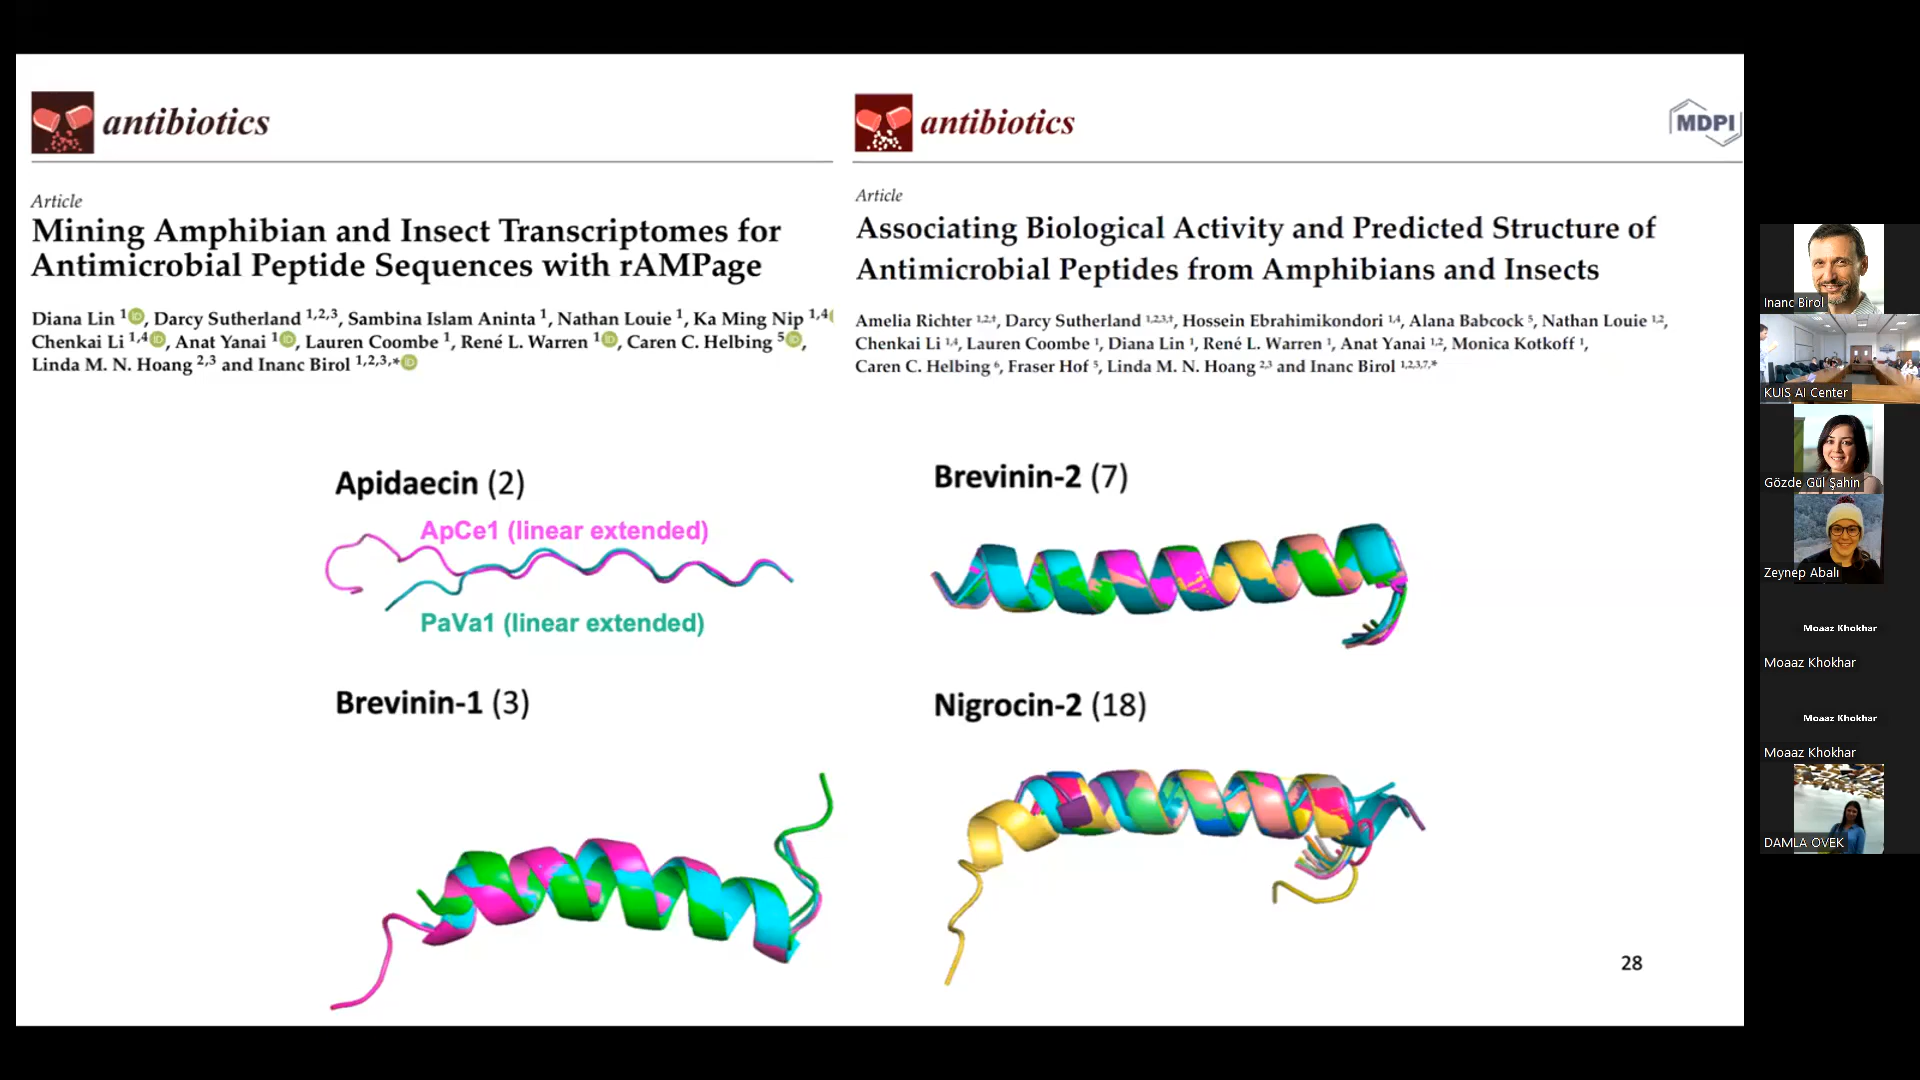 antibiotics
Article
Mining Amphibian and Insect Transcriptomes for
Antimicrobial Peptide Sequences with rAMPage
Diana Lin 1, Darcy Sutherland 1,2,3, Sambina Islam Aninta 1, Nathan Louie 1, Ka Ming Nip 1,4
Chenkai Li 1,4, Anat Yanai 1, Lauren Coombe 1, René L. Warren 1, Caren C. Helbing 5,
Linda M. N. Hoang 2,3 and Inanc Birol 1,2,3,*
antibiotics
MDPI
Article
Associating Biological Activity and Predicted Structure of
Antimicrobial Peptides from Amphibians and Insects
Amelia Richter 1,2,†, Darcy Sutherland 1,2,3,†, Hossein Ebrahimikondori 1,4, Alana Babcock 5, Nathan Louie 1,2,
Chenkai Li 1,4, Lauren Coombe 1, Diana Lin 1, René L. Warren 1, Anat Yanai 1,2, Monica Kotkoff 1,
Caren C. Helbing 6, Fraser Hof 5, Linda M. N. Hoang 2,3 and Inanc Birol 1,2,3,7,*
Apidaecin (2)
ApCe1 (linear extended)
PaVa1 (linear extended)
Brevinin-2 (7)
Brevinin-1 (3)
Nigrocin-2 (18)
28
Inanc Birol
KUIS AI Center
Gözde Gül Şahin
Zeynep Abalı
Moaaz Khokhar
Moaaz Khokhar
Moaaz Khokhar
Moaaz Khokhar
DAMLA OVEK